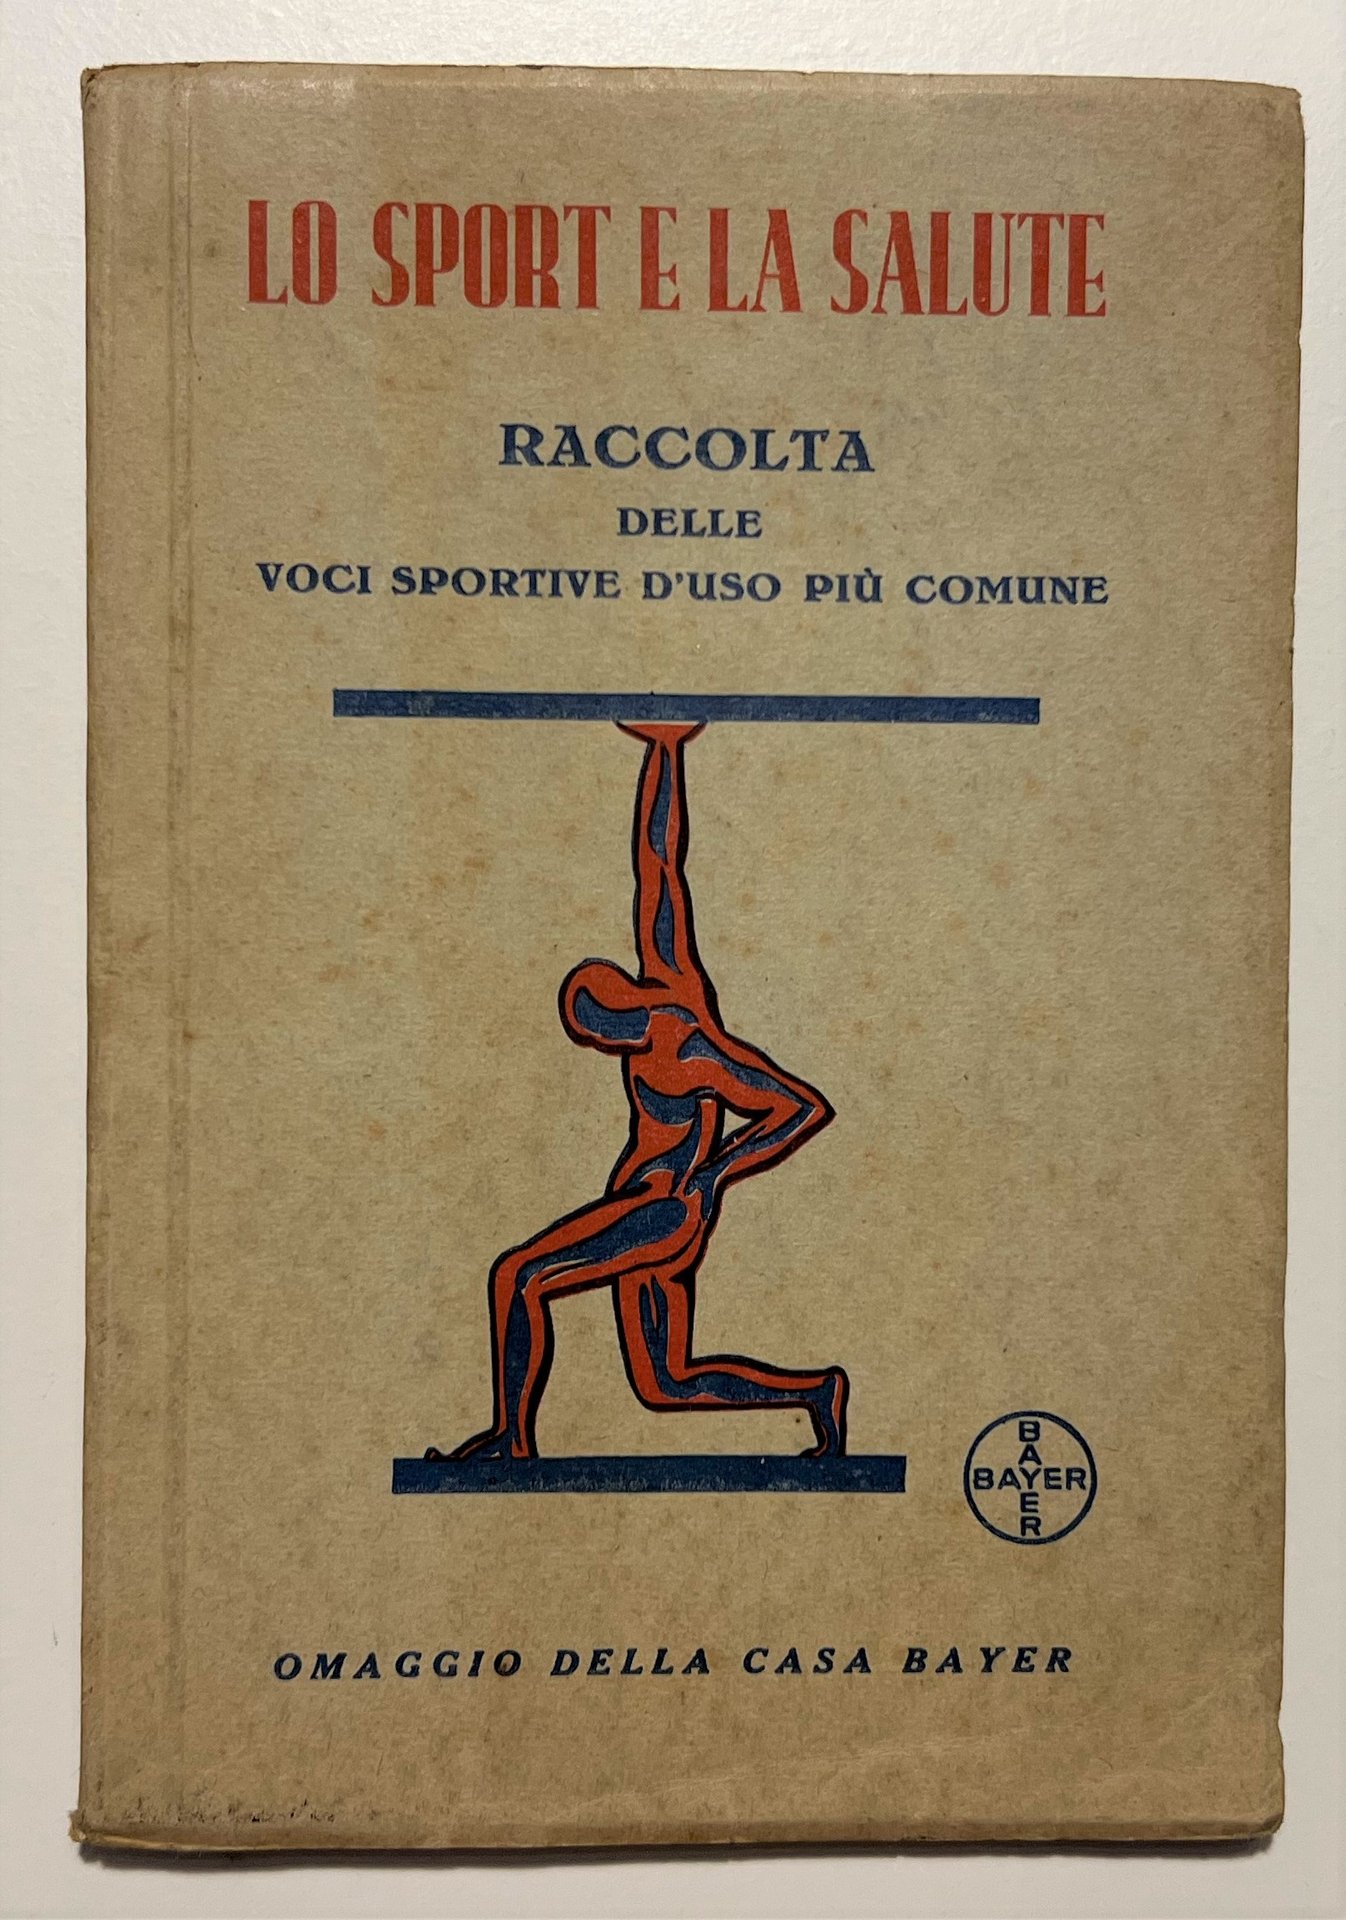 LO SPORT E LA SALUTE
RACCOLTA
DELLE
VOCI SPORTIVE D'USO PIÙ COMUNE
BAYER
BAYER
OMAGGIO DELLA CASA BAYER